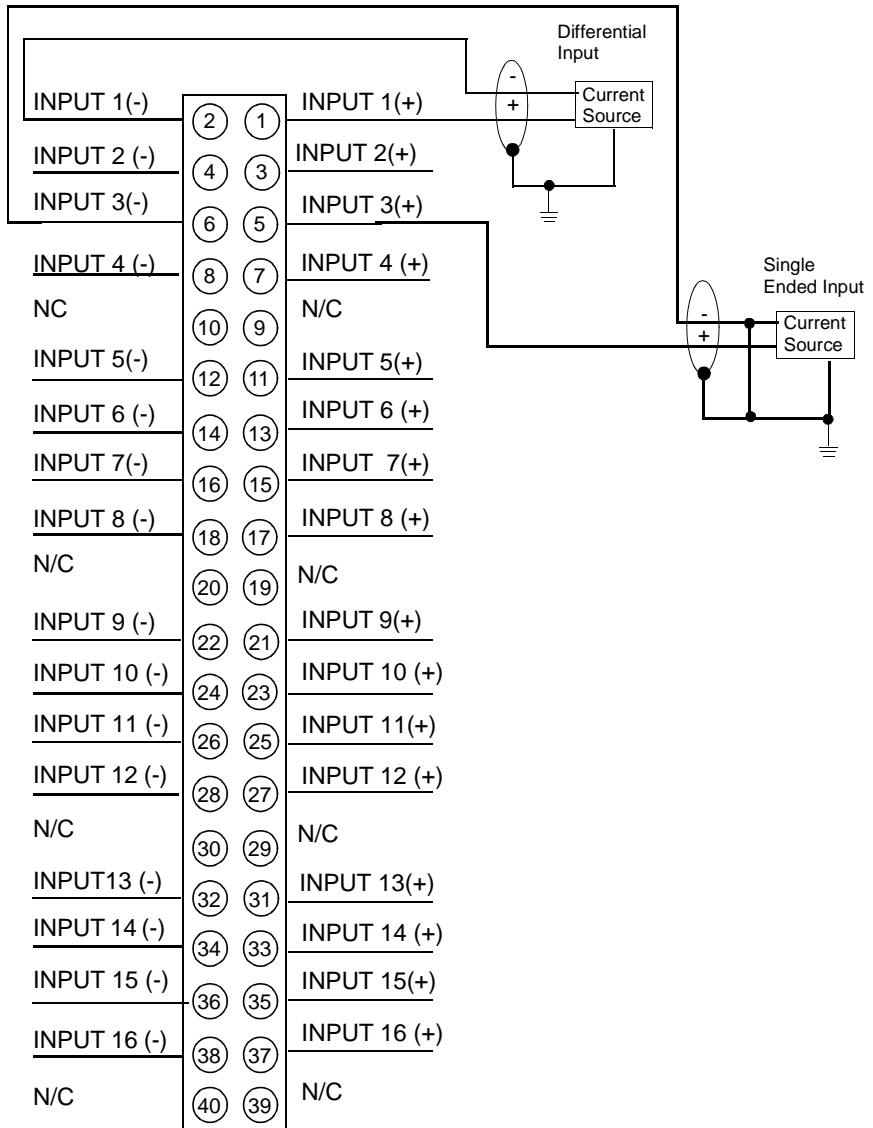 Differential
Input
-
+
Current
Source
INPUT 1(-) 2 1 INPUT 1(+)
INPUT 2 (-) 4 3 INPUT 2(+)
INPUT 3(-) 6 5 INPUT 3(+)
INPUT 4 (-) 8 7 INPUT 4 (+)
Single
Ended Input
-
+
Current
Source
NC 10 9 N/C
INPUT 5(-) 12 11 INPUT 5(+)
INPUT 6 (-) 14 13 INPUT 6 (+)
INPUT 7(-) 16 15 INPUT 7(+)
INPUT 8 (-) 18 17 INPUT 8 (+)
N/C 20 19 N/C
INPUT 9 (-) 22 21 INPUT 9(+)
INPUT 10 (-) 24 23 INPUT 10 (+)
INPUT 11 (-) 26 25 INPUT 11(+)
INPUT 12 (-) 28 27 INPUT 12 (+)
N/C 30 29 N/C
INPUT13 (-) 32 31 INPUT 13(+)
INPUT 14 (-) 34 33 INPUT 14 (+)
INPUT 15 (-) 36 35 INPUT 15(+)
INPUT 16 (-) 38 37 INPUT 16 (+)
N/C 40 39 N/C